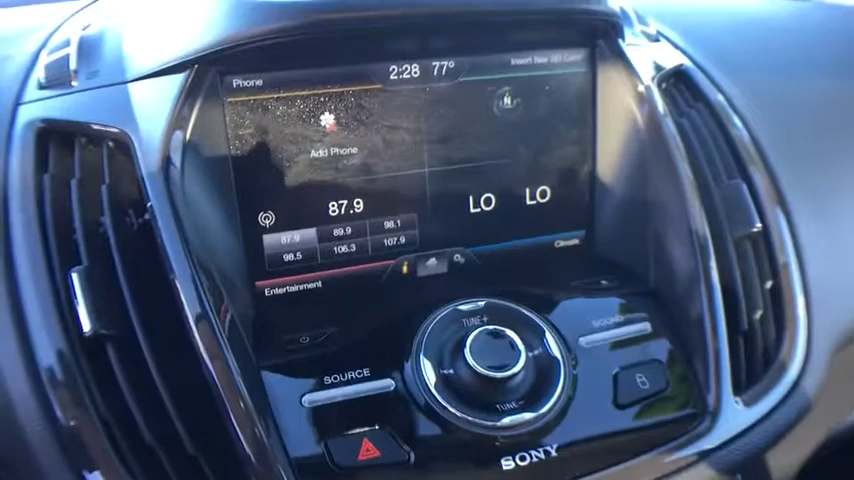 Phone
2:28 77°
Insert Nav SD Card
N
Add Phone
87.9
LO LO
87.9 89.9 98.1
98.5 106.3 107.9
Climate
Entertainment
i
TUNE+
SOUND
SOURCE
TUNE-
SONY